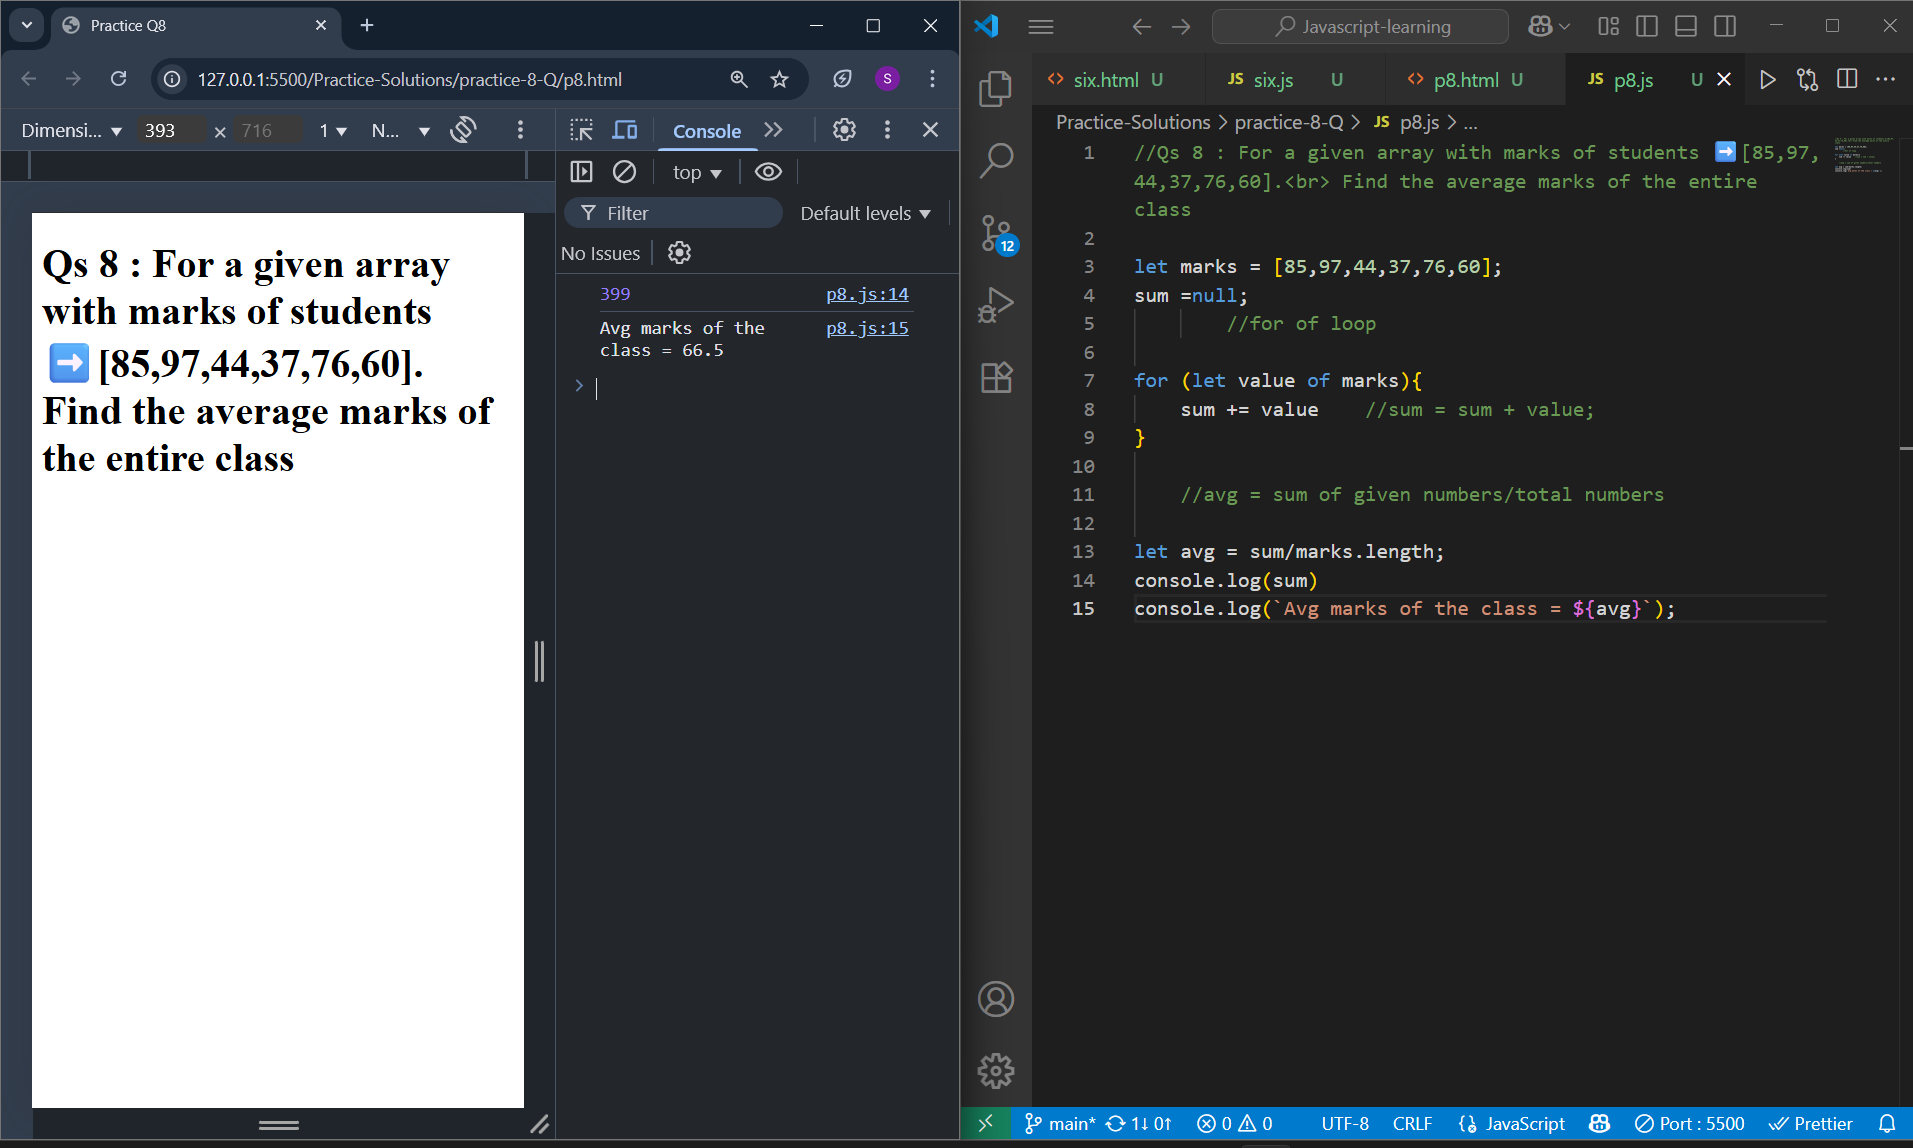 Practice Q8
127.0.0.1:5500/Practice-Solutions/practice-8-Q/p8.html
S
Dimensi... ▼ 393 × 716 1 ▼ N... ▼
Console
top ▼
Filter
Default levels ▼
No Issues
399 p8.js:14
Avg marks of the p8.js:15
class = 66.5
Qs 8 : For a given array
with marks of students
➡️ [85,97,44,37,76,60].
Find the average marks of
the entire class
Javascript-learning
six.html U
JS six.js U
p8.html U
JS p8.js U
Practice-Solutions > practice-8-Q > JS p8.js > ...
12
1 //Qs 8 : For a given array with marks of students ➡️[85,97,
44,37,76,60].<br> Find the average marks of the entire
class
2
3 let marks = [85,97,44,37,76,60];
4 sum =null;
5 //for of loop
6
7 for (let value of marks){
8 sum += value //sum = sum + value;
9 }
10
11 //avg = sum of given numbers/total numbers
12
13 let avg = sum/marks.length;
14 console.log(sum)
15 console.log(`Avg marks of the class = ${avg}`);
main* 1↓ 0↑ 0 0 UTF-8 CRLF JavaScript Port : 5500 Prettier